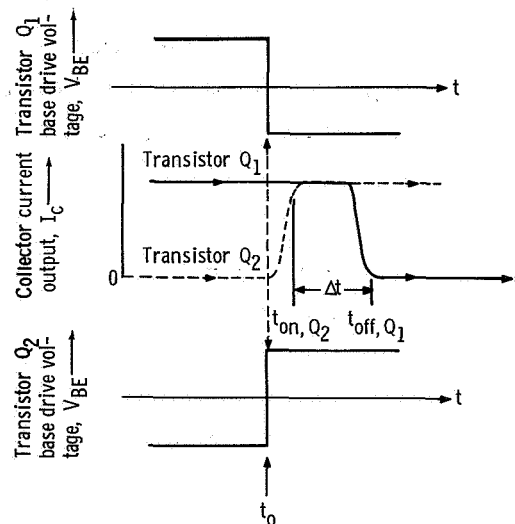 Transistor Q1
base drive vol-
tage, VBE
t
Collector current
output, IC
Transistor Q1
Transistor Q2
0
Δt
ton, Q2
toff, Q1
Transistor Q2
base drive vol-
tage, VBE
t
to